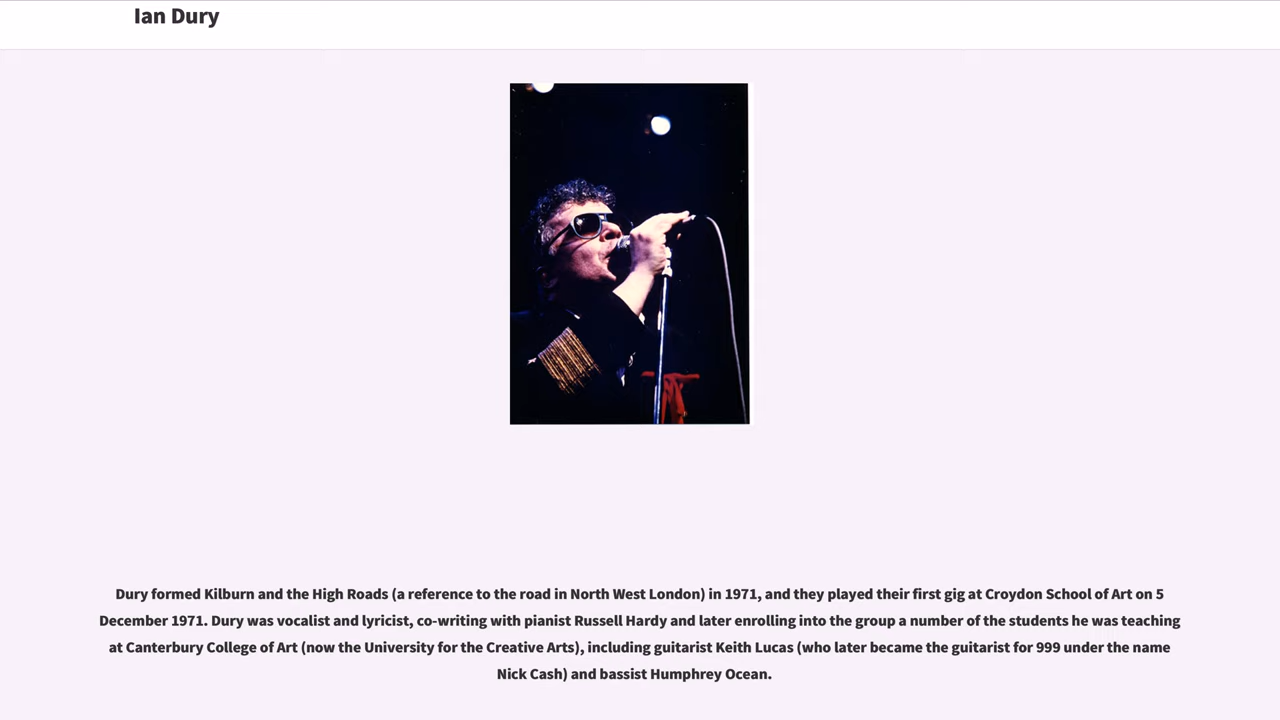 Ian Dury
Dury formed Kilburn and the High Roads (a reference to the road in North West London) in 1971, and they played their first gig at Croydon School of Art on 5
December 1971. Dury was vocalist and lyricist, co-writing with pianist Russell Hardy and later enrolling into the group a number of the students he was teaching
at Canterbury College of Art (now the University for the Creative Arts), including guitarist Keith Lucas (who later became the guitarist for 999 under the name
Nick Cash) and bassist Humphrey Ocean.